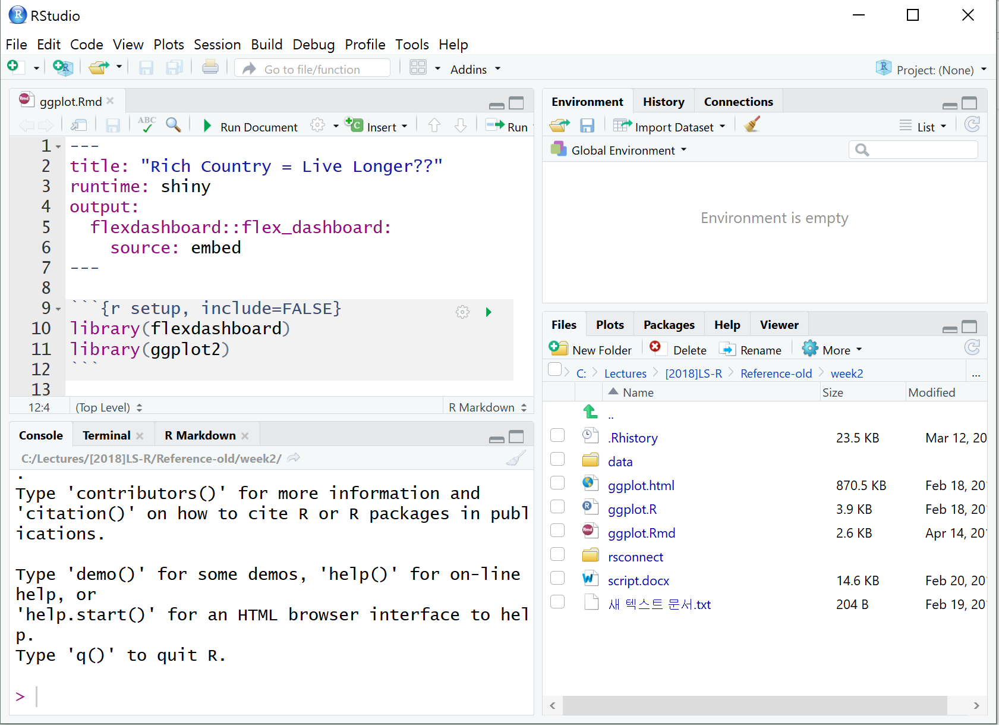 RStudio
File Edit Code View Plots Session Build Debug Profile Tools Help
Go to file/function Addins Project: (None)
ggplot.Rmd
ABC Run Document Insert Run
1 ---
2 title: "Rich Country = Live Longer??"
3 runtime: shiny
4 output:
5 flexdashboard::flex_dashboard:
6 source: embed
7 ---
8
9 ```{r setup, include=FALSE}
10 library(flexdashboard)
11 library(ggplot2)
12 ```
13
12:4 (Top Level) R Markdown
Console Terminal R Markdown
C:/Lectures/[2018]LS-R/Reference-old/week2/
.
Type 'contributors()' for more information and
'citation()' on how to cite R or R packages in publ
ications.
Type 'demo()' for some demos, 'help()' for on-line
help, or
'help.start()' for an HTML browser interface to hel
p.
Type 'q()' to quit R.
>
Environment History Connections
Import Dataset List
Global Environment
Environment is empty
Files Plots Packages Help Viewer
New Folder Delete Rename More
C: Lectures [2018]LS-R Reference-old week2 ...
Name Size Modified
..
.Rhistory 23.5 KB Mar 12, 20
data
ggplot.html 870.5 KB Feb 18, 20
ggplot.R 3.9 KB Feb 18, 20
ggplot.Rmd 2.6 KB Apr 14, 20
rsconnect
script.docx 14.6 KB Feb 20, 20
새 텍스트 문서.txt 204 B Feb 19, 20